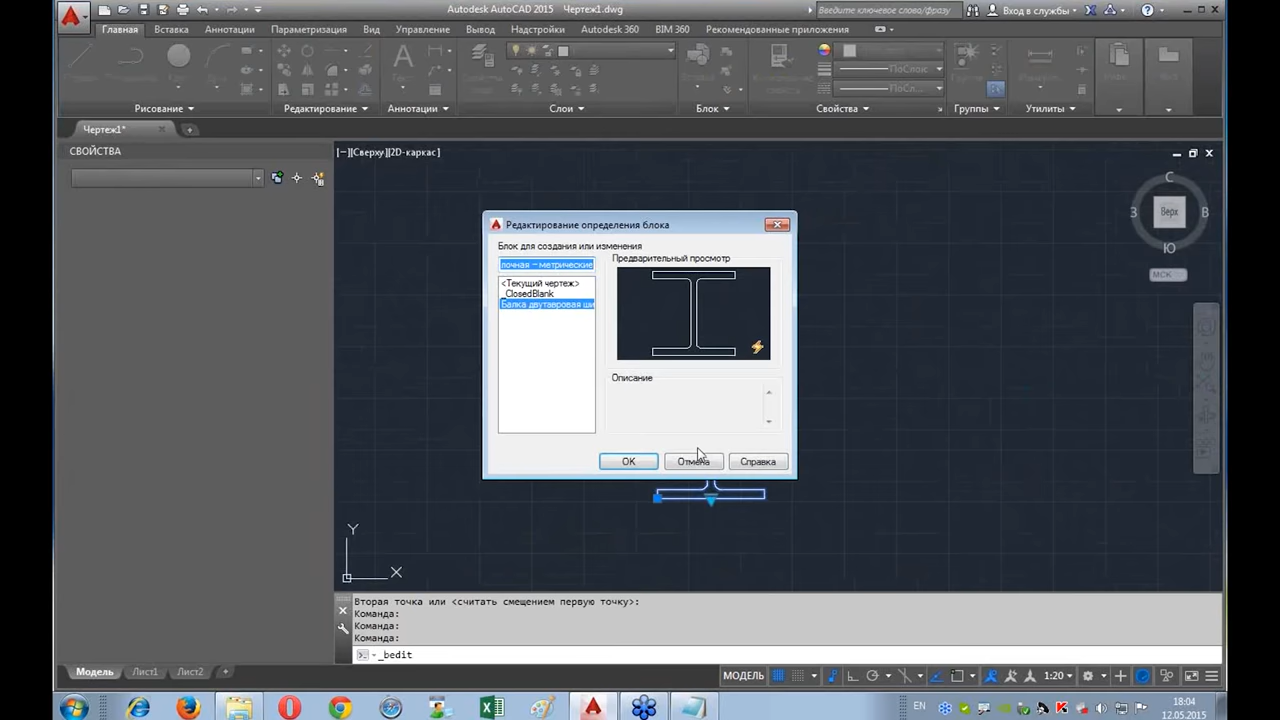 Autodesk AutoCAD 2015 Чертеж1.dwg
Введите ключевое слово/фразу
Вход в службы
Главная Вставка Аннотации Параметризация Вид Управление Вывод Надстройки Autodesk 360 BIM 360 Рекомендованные приложения
ПоСлою
ПоСл...
Рисование Редактирование Аннотации Слои Блок Свойства Группы Утилиты
Чертеж1*
СВОЙСТВА
[−][Сверху][2D-каркас]
С
З Верх В
Ю
МСК
Редактирование определения блока
Блок для создания или изменения
лочная - метрические
<Текущий чертеж>
_ClosedBlank
Балка двутавровая ши
Предварительный просмотр
Описание
OK Отмена Справка
Y
X
Вторая точка или <считать смещением первую точку>:
Команда:
Команда:
Команда:
_bedit
Модель Лист1 Лист2 +
МОДЕЛЬ 1:20
EN
18:04
12.05.2015